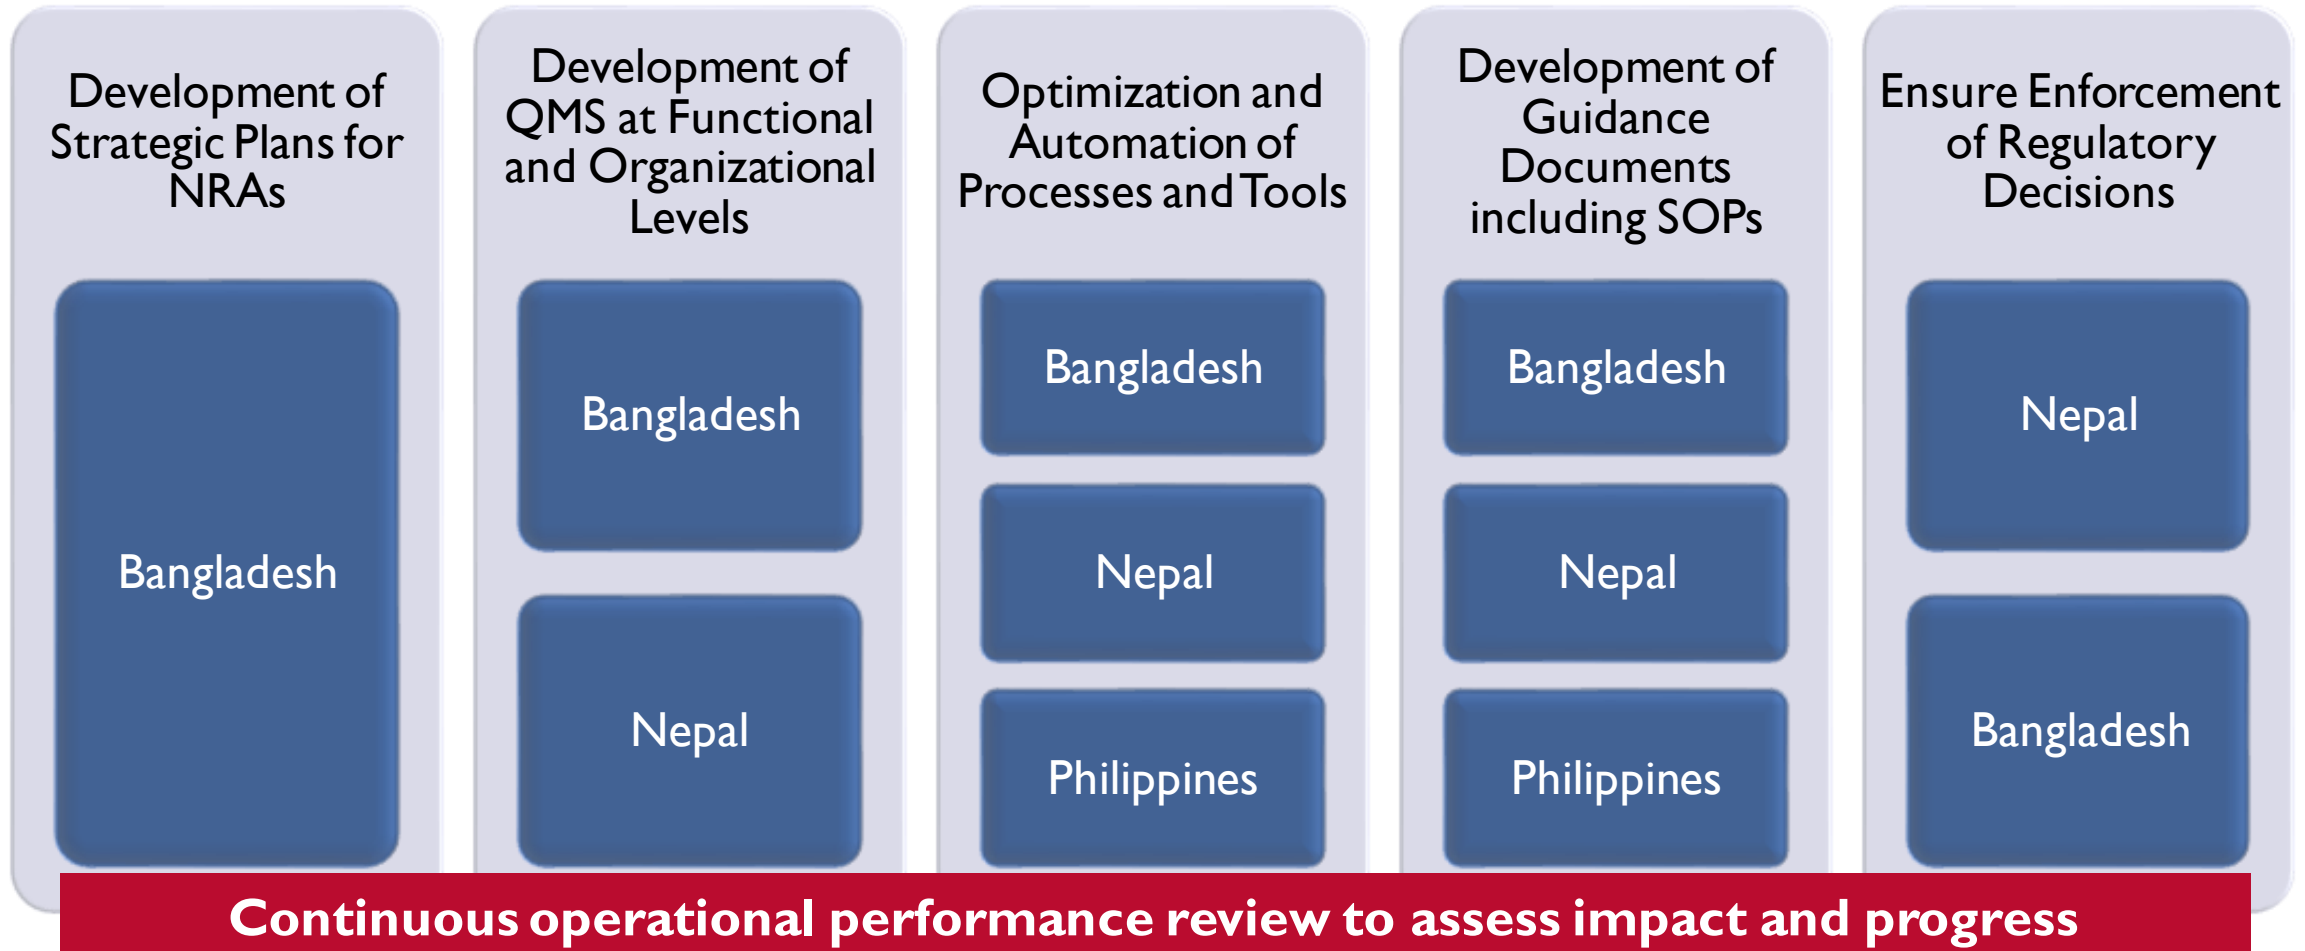 Development of
Strategic Plans for
NRAs
Bangladesh
Development of
QMS at Functional
and Organizational
Levels
Bangladesh
Nepal
Optimization and
Automation of
Processes and Tools
Bangladesh
Nepal
Philippines
Development of
Guidance
Documents
including SOPs
Bangladesh
Nepal
Philippines
Ensure Enforcement
of Regulatory
Decisions
Nepal
Bangladesh
Continuous operational performance review to assess impact and progress